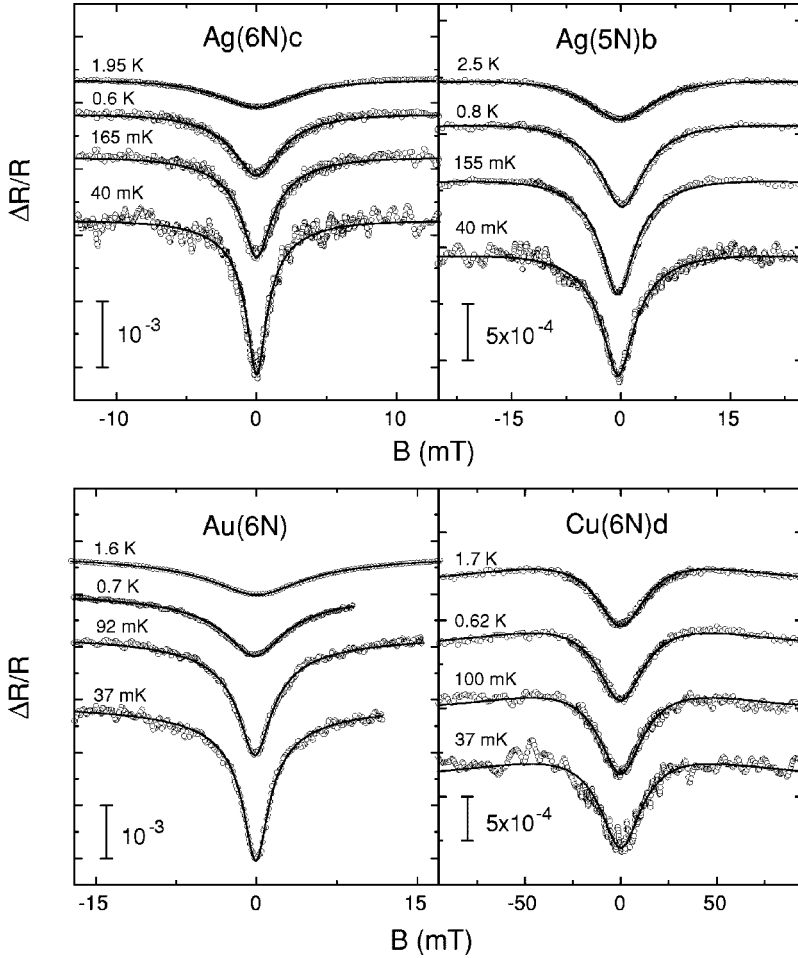 Ag(6N)c
1.95 K
0.6 K
165 mK
40 mK
10⁻³
-10
0
10
B (mT)
ΔR/R
Ag(5N)b
2.5 K
0.8 K
155 mK
40 mK
5x10⁻⁴
-15
0
15
B (mT)
Au(6N)
1.6 K
0.7 K
92 mK
37 mK
10⁻³
-15
0
15
B (mT)
ΔR/R
Cu(6N)d
1.7 K
0.62 K
100 mK
37 mK
5x10⁻⁴
-50
0
50
B (mT)